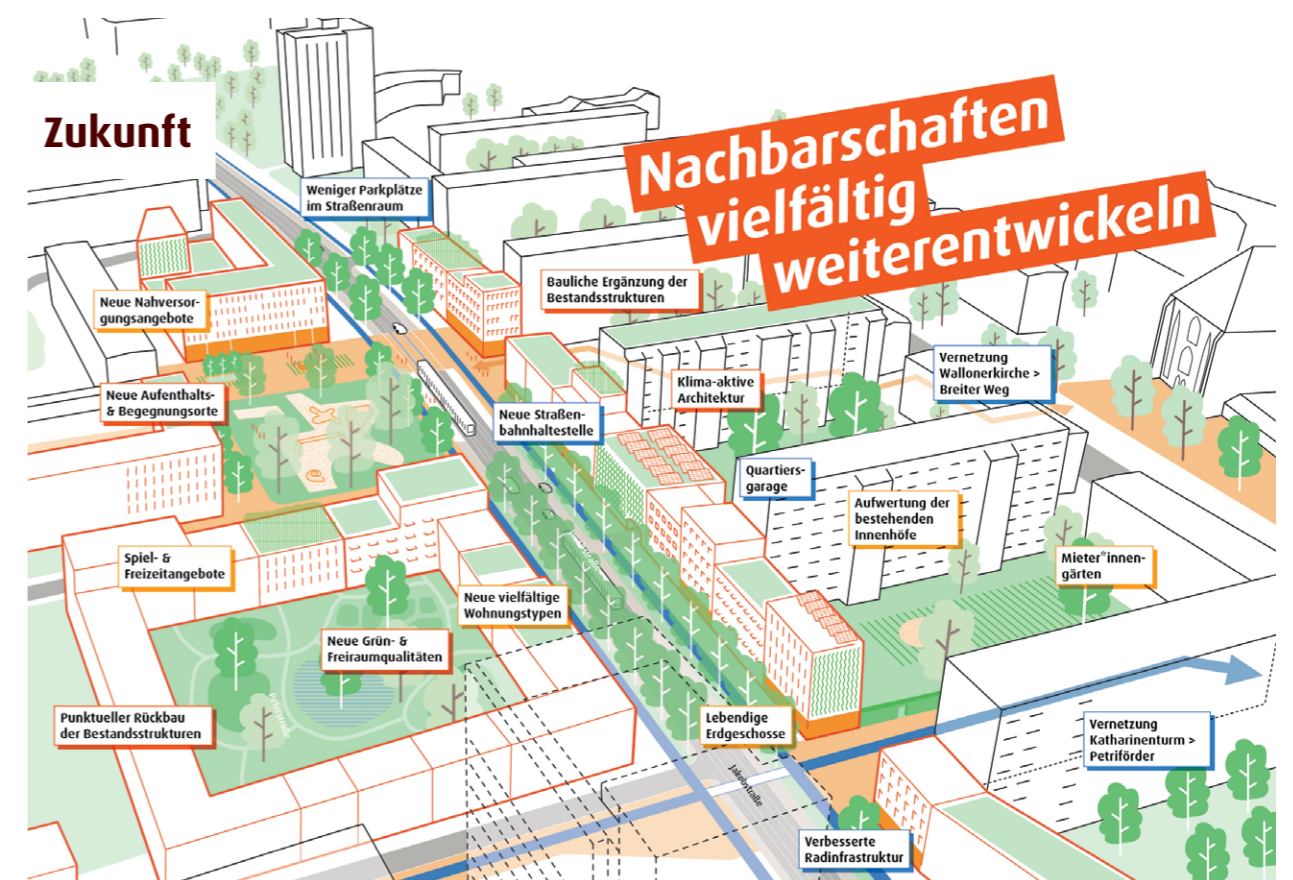 Zukunft
Nachbarschaften
vielfältig
weiterentwickeln
Weniger Parkplätze
im Straßenraum
Neue Nahversor-
gungsangebote
Bauliche Ergänzung der
Bestandsstrukturen
Vernetzung
Wallonerkirche >
Breiter Weg
Neue Aufenthalts-
& Begegnungsorte
Klima-aktive
Architektur
Neue Straßen-
bahnhaltestelle
Quartiers-
garage
Aufwertung der
bestehenden
Innenhöfe
Spiel- &
Freizeitangebote
Mieter*innen-
gärten
Neue vielfältige
Wohnungstypen
Neue Grün- &
Freiraumqualitäten
Petristraße
Punktueller Rückbau
der Bestandsstrukturen
Lebendige
Erdgeschosse
Vernetzung
Katharinenturm >
Petriförder
Jakobstraße
Verbesserte
Radinfrastruktur